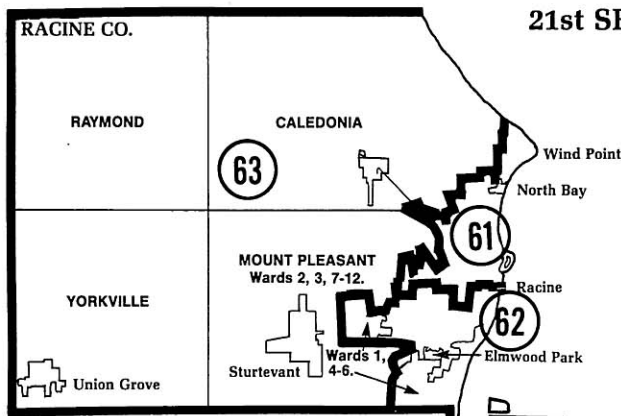 21st SE
RACINE CO.
RAYMOND
CALEDONIA
63
Wind Point
North Bay
61
MOUNT PLEASANT
Wards 2, 3, 7-12.
YORKVILLE
Racine
62
Wards 1,
4-6.
Elmwood Park
Sturtevant
Union Grove